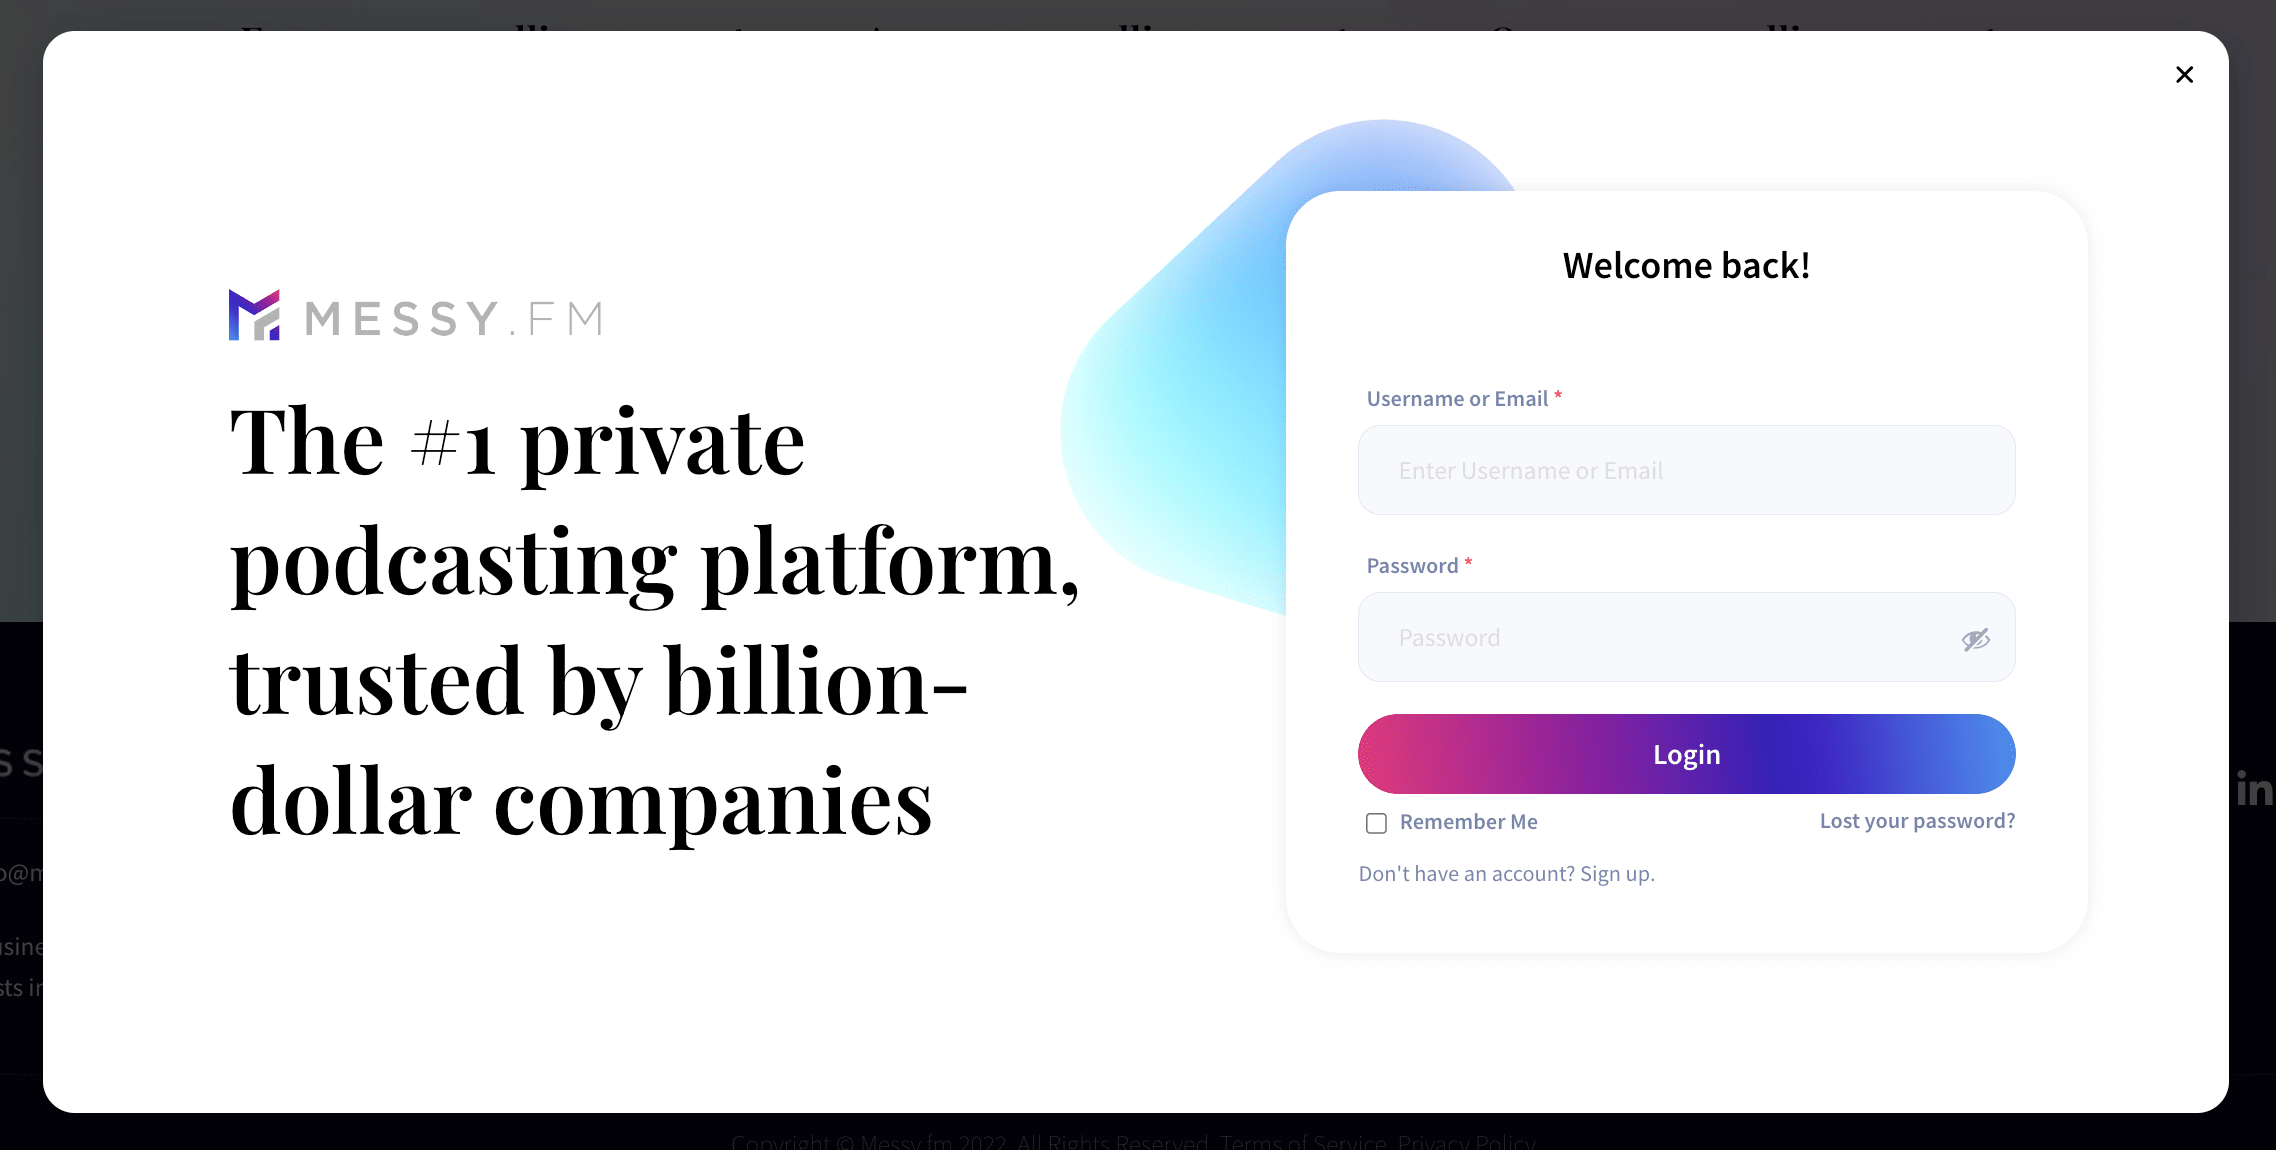 MESSY.FM
The #1 private
podcasting platform,
trusted by billion-
dollar companies
Welcome back!
Username or Email *
Enter Username or Email
Password *
Password
Login
Remember Me
Lost your password?
Don't have an account? Sign up.
in
Copyright © Messy.fm 2022. All Rights Reserved. Terms of Service. Privacy Policy